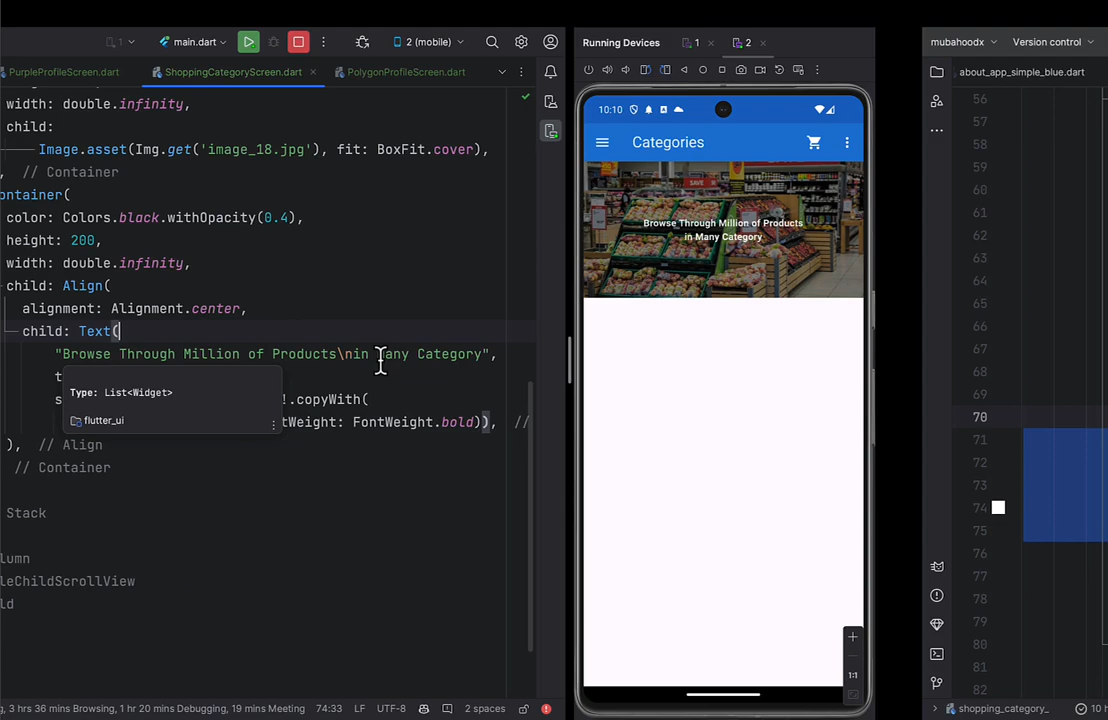 1
main.dart
2 (mobile)
PurpleProfileScreen.dart
ShoppingCategoryScreen.dart
PolygonProfileScreen.dart
width: double.infinity,
child:
Image.asset(Img.get('image_18.jpg'), fit: BoxFit.cover),
// Container
ontainer(
color: Colors.black.withOpacity(0.4),
height: 200,
width: double.infinity,
child: Align(
alignment: Alignment.center,
child: Text(
"Browse Through Million of Products\nin Many Category",
t
s !.copyWith(
tWeight: FontWeight.bold)), //
Type: List<Widget>
flutter_ui
), // Align
// Container
Stack
lumn
leChildScrollView
ld
g, 3 hrs 36 mins Browsing, 1 hr 20 mins Debugging, 19 mins Meeting
74:33 LF UTF-8 2 spaces
Running Devices
1
2
10:10
Categories
SAVE
Browse Through Million of Products
in Many Category
1:1
mubahoodx
Version control
about_app_simple_blue.dart
56
57
58
59
60
61
62
63
64
65
66
67
68
69
70
71
72
73
74
75
76
77
78
79
80
81
82
shopping_category_
10 h